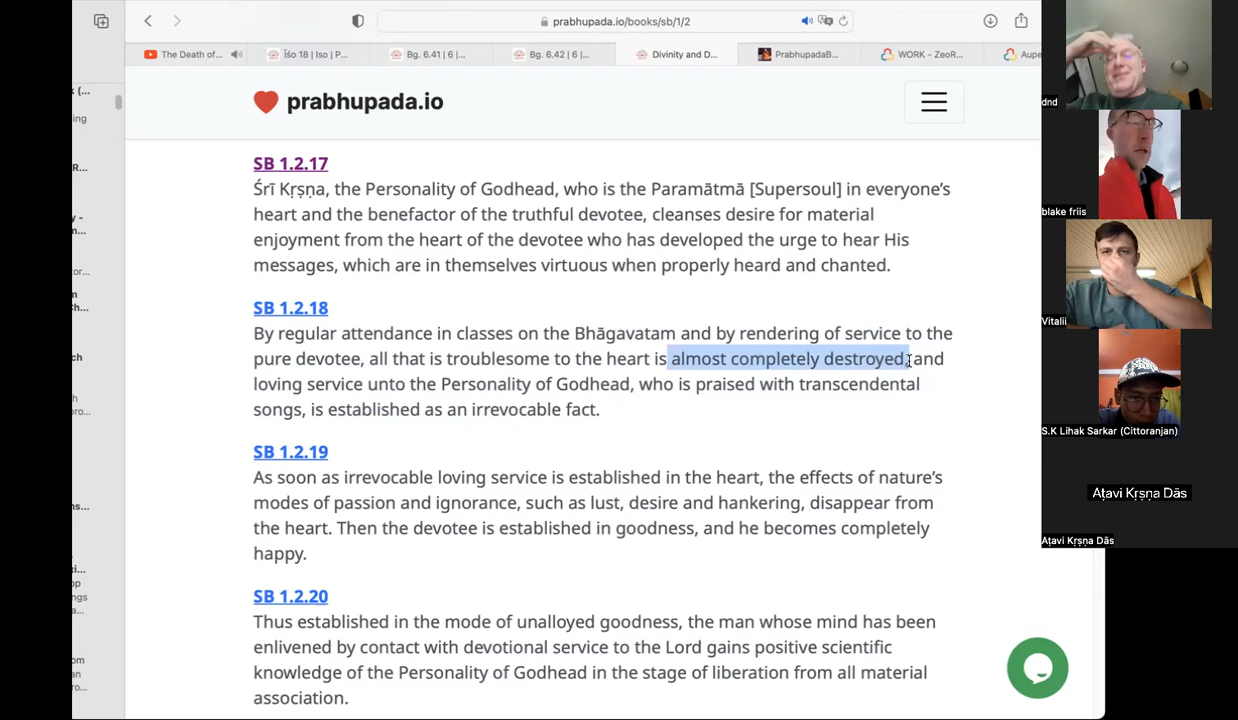 prabhupada.io/books/sb/1/2
The Death of...
Īśo 18 | Iso | P...
Bg. 6.41 | 6 |...
Bg. 6.42 | 6 |...
Divinity and D...
PrabhupadaB...
WORK – ZeoR...
Aupe
prabhupada.io
SB 1.2.17
Śrī Kṛṣṇa, the Personality of Godhead, who is the Paramātmā [Supersoul] in everyone’s
heart and the benefactor of the truthful devotee, cleanses desire for material
enjoyment from the heart of the devotee who has developed the urge to hear His
messages, which are in themselves virtuous when properly heard and chanted.
SB 1.2.18
By regular attendance in classes on the Bhāgavatam and by rendering of service to the
pure devotee, all that is troublesome to the heart is almost completely destroyed, and
loving service unto the Personality of Godhead, who is praised with transcendental
songs, is established as an irrevocable fact.
SB 1.2.19
As soon as irrevocable loving service is established in the heart, the effects of nature’s
modes of passion and ignorance, such as lust, desire and hankering, disappear from
the heart. Then the devotee is established in goodness, and he becomes completely
happy.
SB 1.2.20
Thus established in the mode of unalloyed goodness, the man whose mind has been
enlivened by contact with devotional service to the Lord gains positive scientific
knowledge of the Personality of Godhead in the stage of liberation from all material
association.
dnd
blake friis
Vitalii
S.K Lihak Sarkar (Cittoranjan)
Aṭavi Kṛṣṇa Dās
Aṭavi Kṛṣṇa Dās